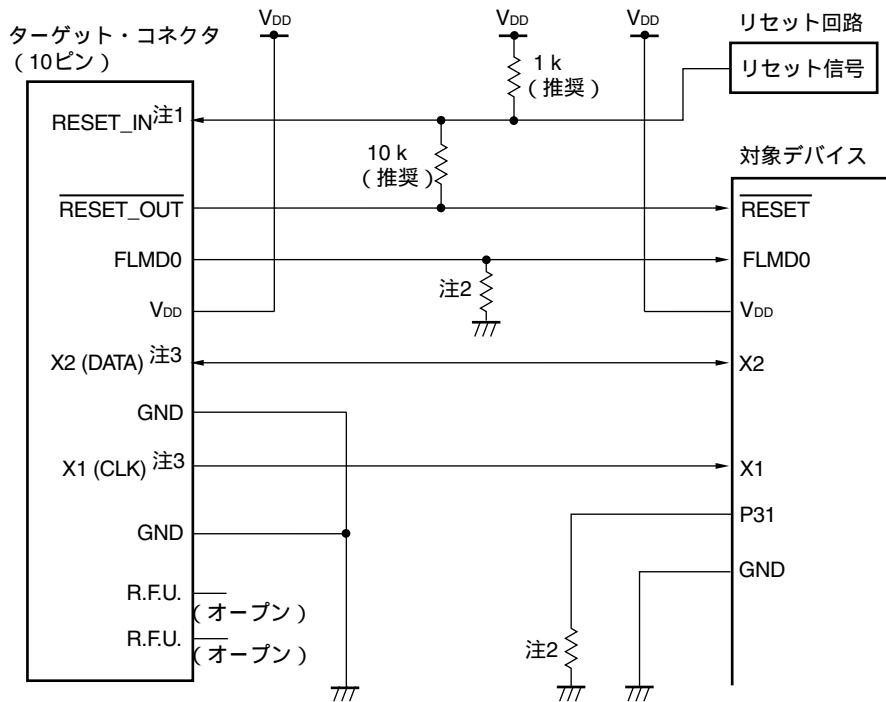 ターゲット・コネクタ
（10ピン）
VDD
VDD
VDD
リセット回路
リセット信号
1 k
（推奨）
RESET_IN注1
10 k
（推奨）
対象デバイス
RESET_OUT
RESET
FLMD0
FLMD0
注2
VDD
VDD
X2 (DATA) 注3
X2
GND
X1 (CLK) 注3
X1
P31
GND
GND
R.F.U.
（オープン）
R.F.U.
（オープン）
注2